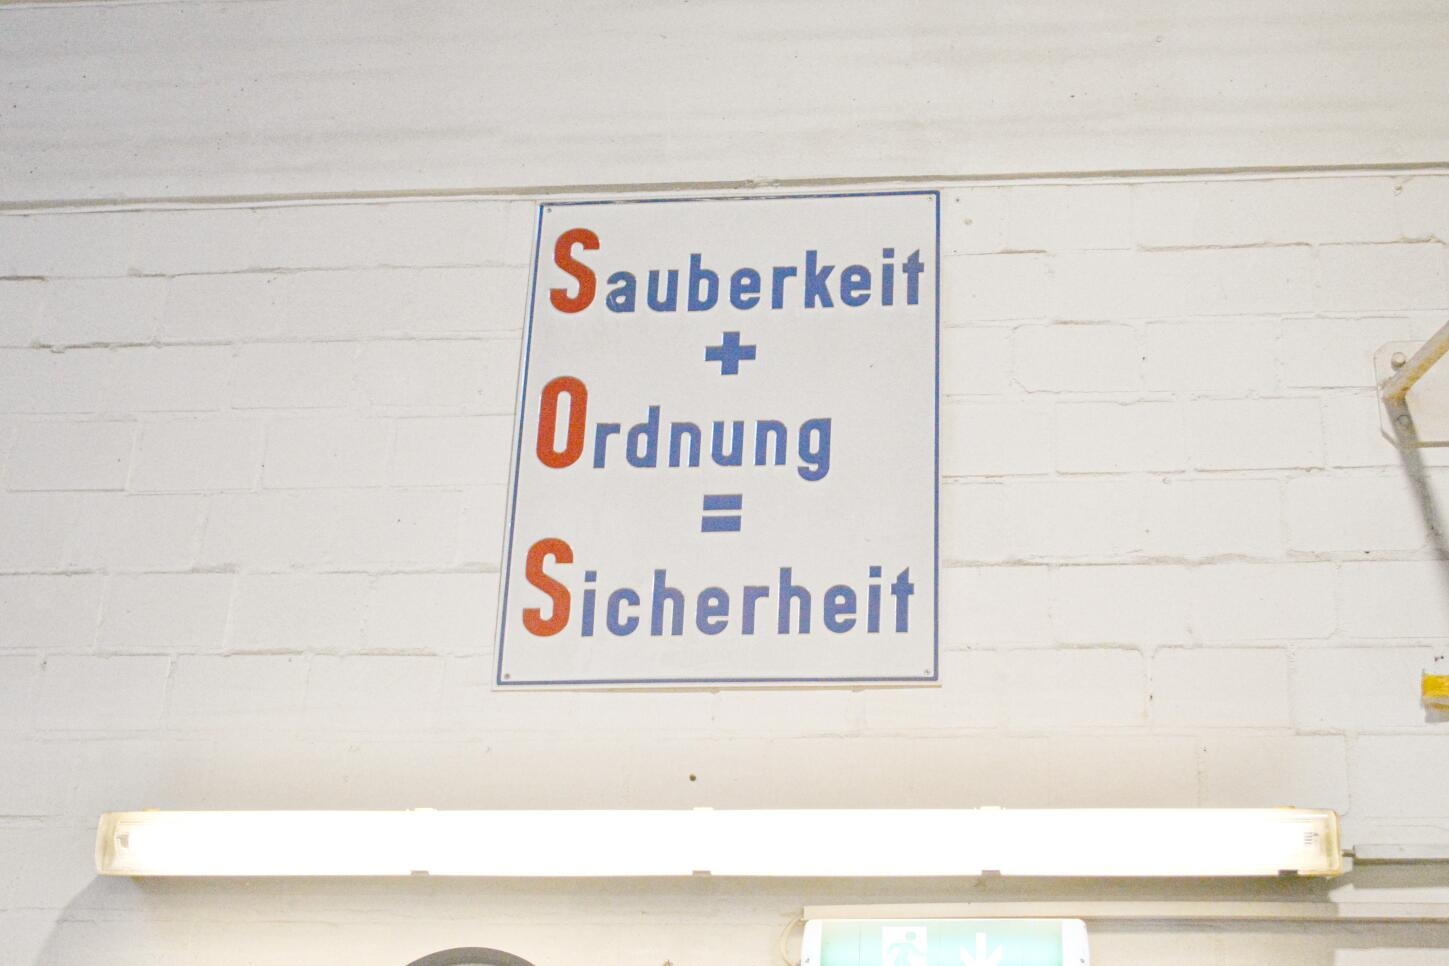 Sauberkeit
+
Ordnung
=
Sicherheit